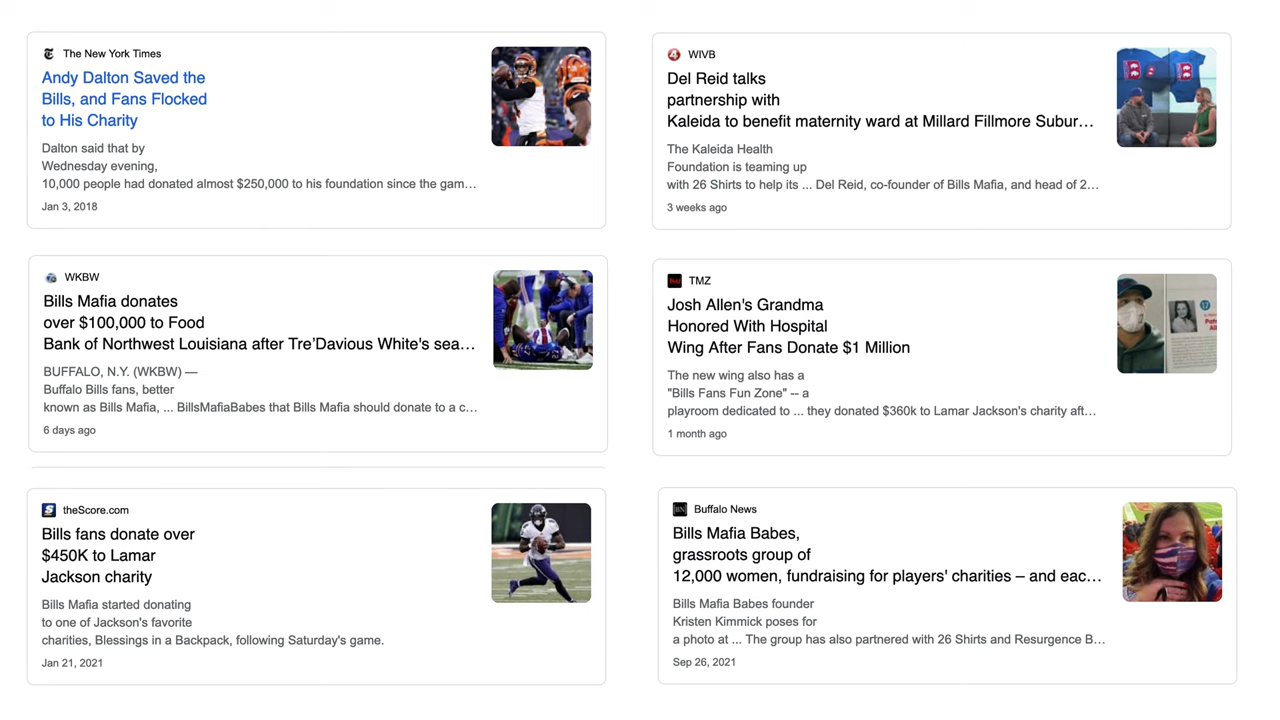 The New York Times
Andy Dalton Saved the
Bills, and Fans Flocked
to His Charity
Dalton said that by
Wednesday evening,
10,000 people had donated almost $250,000 to his foundation since the gam…
Jan 3, 2018
WKBW
Bills Mafia donates
over $100,000 to Food
Bank of Northwest Louisiana after Tre’Davious White's sea…
BUFFALO, N.Y. (WKBW) —
Buffalo Bills fans, better
known as Bills Mafia, ... BillsMafiaBabes that Bills Mafia should donate to a c…
6 days ago
theScore.com
Bills fans donate over
$450K to Lamar
Jackson charity
Bills Mafia started donating
to one of Jackson's favorite
charities, Blessings in a Backpack, following Saturday's game.
Jan 21, 2021
WIVB
Del Reid talks
partnership with
Kaleida to benefit maternity ward at Millard Fillmore Subur…
The Kaleida Health
Foundation is teaming up
with 26 Shirts to help its ... Del Reid, co-founder of Bills Mafia, and head of 2…
3 weeks ago
TMZ
Josh Allen's Grandma
Honored With Hospital
Wing After Fans Donate $1 Million
The new wing also has a
"Bills Fans Fun Zone" -- a
playroom dedicated to ... they donated $360k to Lamar Jackson's charity aft…
1 month ago
Buffalo News
Bills Mafia Babes,
grassroots group of
12,000 women, fundraising for players' charities – and eac…
Bills Mafia Babes founder
Kristen Kimmick poses for
a photo at ... The group has also partnered with 26 Shirts and Resurgence B…
Sep 26, 2021